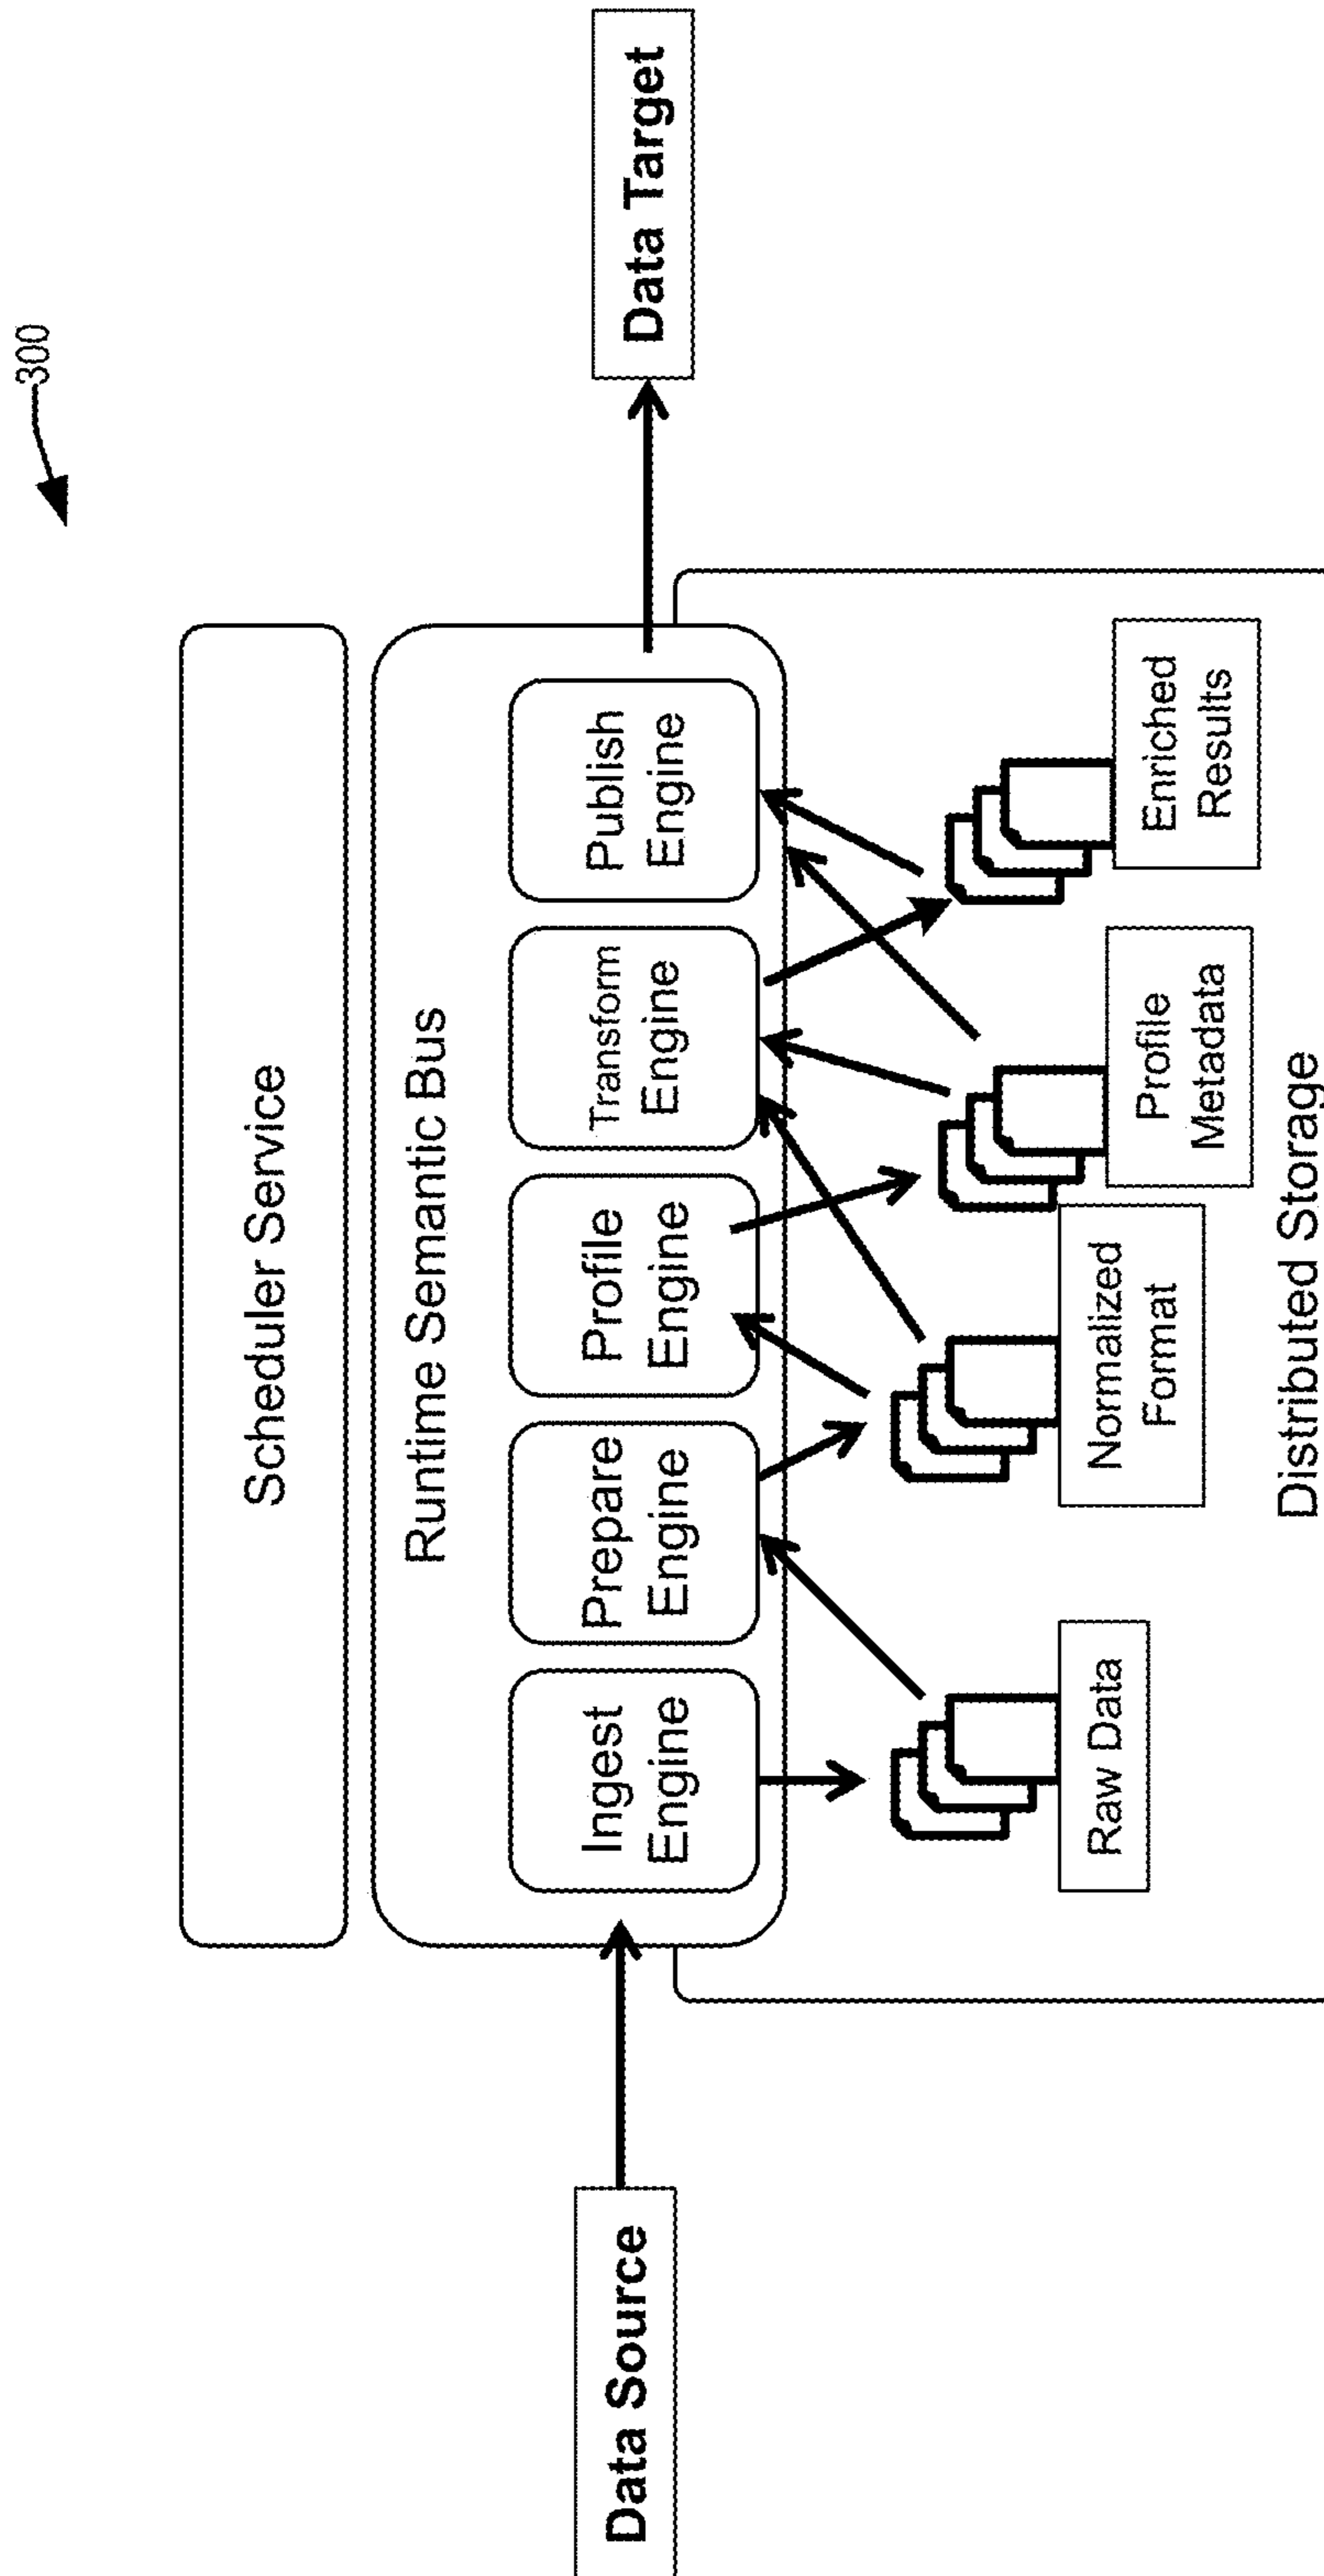 300
Scheduler Service
Runtime Semantic Bus
Data Source
Ingest
Engine
Prepare
Engine
Profile
Engine
Transform
Engine
Publish
Engine
Data Target
Raw Data
Normalized
Format
Profile
Metadata
Enriched
Results
Distributed Storage